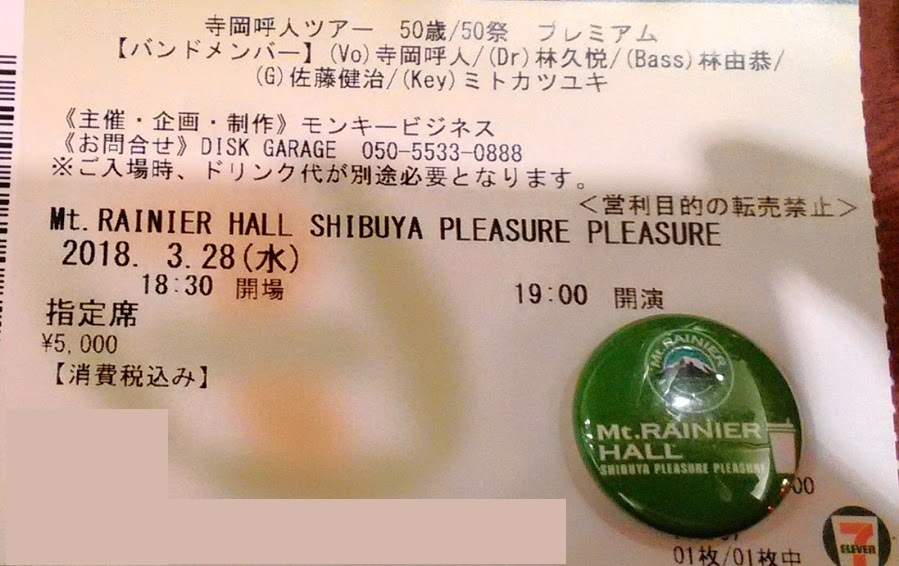 寺岡呼人ツアー 50歳/50祭 プレミアム
【バンドメンバー】(Vo)寺岡呼人/(Dr)林久悦/(Bass)林由恭/
(G)佐藤健治/(Key)ミトカツユキ
《主催・企画・制作》モンキービジネス
《お問合せ》DISK GARAGE 050-5533-0888
※ご入場時、ドリンク代が別途必要となります。
<営利目的の転売禁止>
Mt.RAINIER HALL SHIBUYA PLEASURE PLEASURE
2018. 3.28(水)
18:30 開場 19:00 開演
指定席
¥5,000
【消費税込み】
Mt.RAINIER
Mt.RAINIER
HALL
SHIBUYA PLEASURE PLEASURE
01枚/01枚中
7
ELEVEN